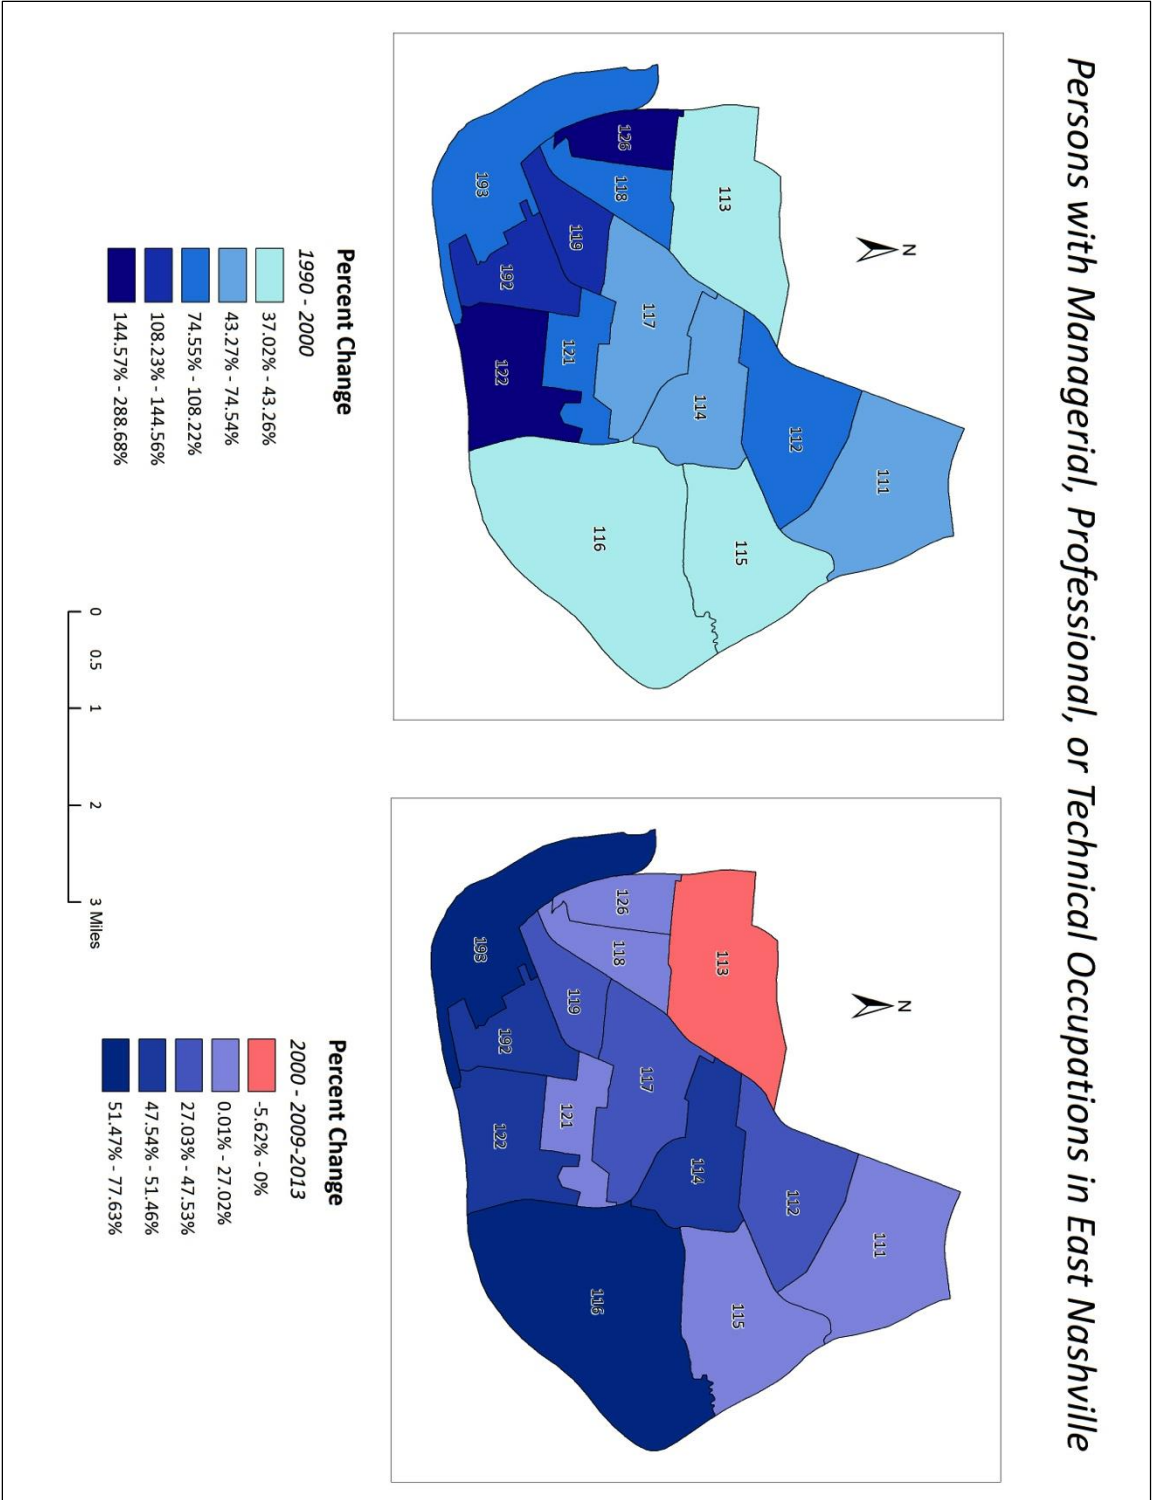 Persons with Managerial, Professional, or Technical Occupations in East Nashville
N
113
126
118
193
119
192
117
121
122
114
112
111
116
115
Percent Change
1990 - 2000
37.02% - 43.26%
43.27% - 74.54%
74.55% - 108.22%
108.23% - 144.56%
144.57% - 288.68%
N
113
126
118
193
119
192
117
121
122
114
112
111
116
115
Percent Change
2000 - 2009-2013
-5.62% - 0%
0.01% - 27.02%
27.03% - 47.53%
47.54% - 51.46%
51.47% - 77.63%
0 0.5 1 2 3 Miles